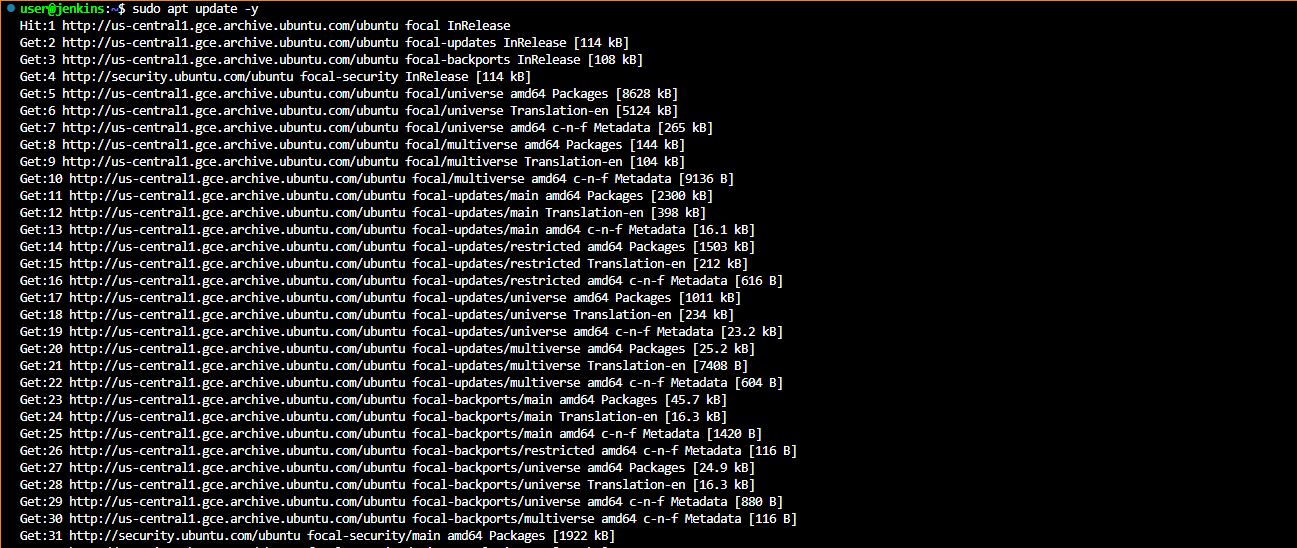 user@jenkins:~$ sudo apt update -y
Hit:1 http://us-central1.gce.archive.ubuntu.com/ubuntu focal InRelease
Get:2 http://us-central1.gce.archive.ubuntu.com/ubuntu focal-updates InRelease [114 kB]
Get:3 http://us-central1.gce.archive.ubuntu.com/ubuntu focal-backports InRelease [108 kB]
Get:4 http://security.ubuntu.com/ubuntu focal-security InRelease [114 kB]
Get:5 http://us-central1.gce.archive.ubuntu.com/ubuntu focal/universe amd64 Packages [8628 kB]
Get:6 http://us-central1.gce.archive.ubuntu.com/ubuntu focal/universe Translation-en [5124 kB]
Get:7 http://us-central1.gce.archive.ubuntu.com/ubuntu focal/universe amd64 c-n-f Metadata [265 kB]
Get:8 http://us-central1.gce.archive.ubuntu.com/ubuntu focal/multiverse amd64 Packages [144 kB]
Get:9 http://us-central1.gce.archive.ubuntu.com/ubuntu focal/multiverse Translation-en [104 kB]
Get:10 http://us-central1.gce.archive.ubuntu.com/ubuntu focal/multiverse amd64 c-n-f Metadata [9136 B]
Get:11 http://us-central1.gce.archive.ubuntu.com/ubuntu focal-updates/main amd64 Packages [2300 kB]
Get:12 http://us-central1.gce.archive.ubuntu.com/ubuntu focal-updates/main Translation-en [398 kB]
Get:13 http://us-central1.gce.archive.ubuntu.com/ubuntu focal-updates/main amd64 c-n-f Metadata [16.1 kB]
Get:14 http://us-central1.gce.archive.ubuntu.com/ubuntu focal-updates/restricted amd64 Packages [1503 kB]
Get:15 http://us-central1.gce.archive.ubuntu.com/ubuntu focal-updates/restricted Translation-en [212 kB]
Get:16 http://us-central1.gce.archive.ubuntu.com/ubuntu focal-updates/restricted amd64 c-n-f Metadata [616 B]
Get:17 http://us-central1.gce.archive.ubuntu.com/ubuntu focal-updates/universe amd64 Packages [1011 kB]
Get:18 http://us-central1.gce.archive.ubuntu.com/ubuntu focal-updates/universe Translation-en [234 kB]
Get:19 http://us-central1.gce.archive.ubuntu.com/ubuntu focal-updates/universe amd64 c-n-f Metadata [23.2 kB]
Get:20 http://us-central1.gce.archive.ubuntu.com/ubuntu focal-updates/multiverse amd64 Packages [25.2 kB]
Get:21 http://us-central1.gce.archive.ubuntu.com/ubuntu focal-updates/multiverse Translation-en [7408 B]
Get:22 http://us-central1.gce.archive.ubuntu.com/ubuntu focal-updates/multiverse amd64 c-n-f Metadata [604 B]
Get:23 http://us-central1.gce.archive.ubuntu.com/ubuntu focal-backports/main amd64 Packages [45.7 kB]
Get:24 http://us-central1.gce.archive.ubuntu.com/ubuntu focal-backports/main Translation-en [16.3 kB]
Get:25 http://us-central1.gce.archive.ubuntu.com/ubuntu focal-backports/main amd64 c-n-f Metadata [1420 B]
Get:26 http://us-central1.gce.archive.ubuntu.com/ubuntu focal-backports/restricted amd64 c-n-f Metadata [116 B]
Get:27 http://us-central1.gce.archive.ubuntu.com/ubuntu focal-backports/universe amd64 Packages [24.9 kB]
Get:28 http://us-central1.gce.archive.ubuntu.com/ubuntu focal-backports/universe Translation-en [16.3 kB]
Get:29 http://us-central1.gce.archive.ubuntu.com/ubuntu focal-backports/universe amd64 c-n-f Metadata [880 B]
Get:30 http://us-central1.gce.archive.ubuntu.com/ubuntu focal-backports/multiverse amd64 c-n-f Metadata [116 B]
Get:31 http://security.ubuntu.com/ubuntu focal-security/main amd64 Packages [1922 kB]